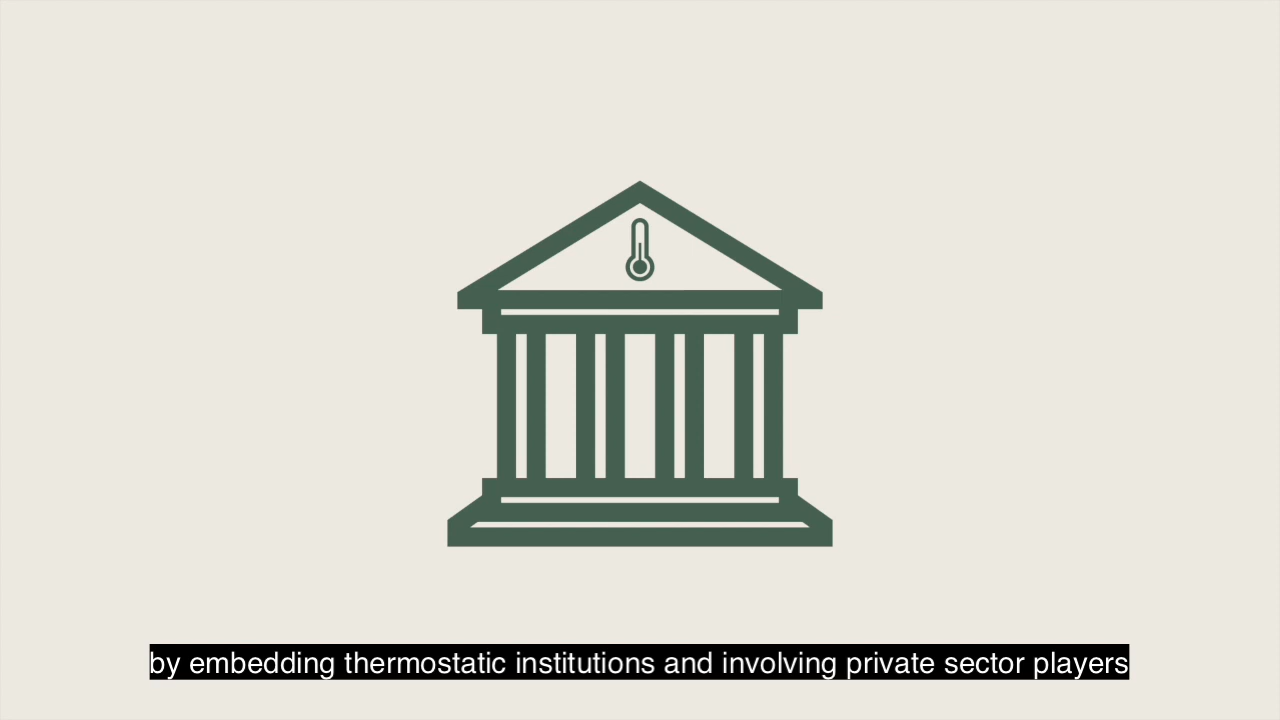 by embedding thermostatic institutions and involving private sector players